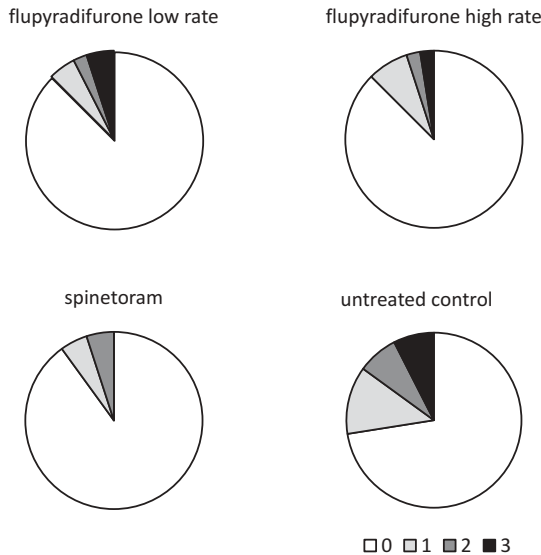 flupyradifurone low rate
flupyradifurone high rate
spinetoram
untreated control
0 1 2 3